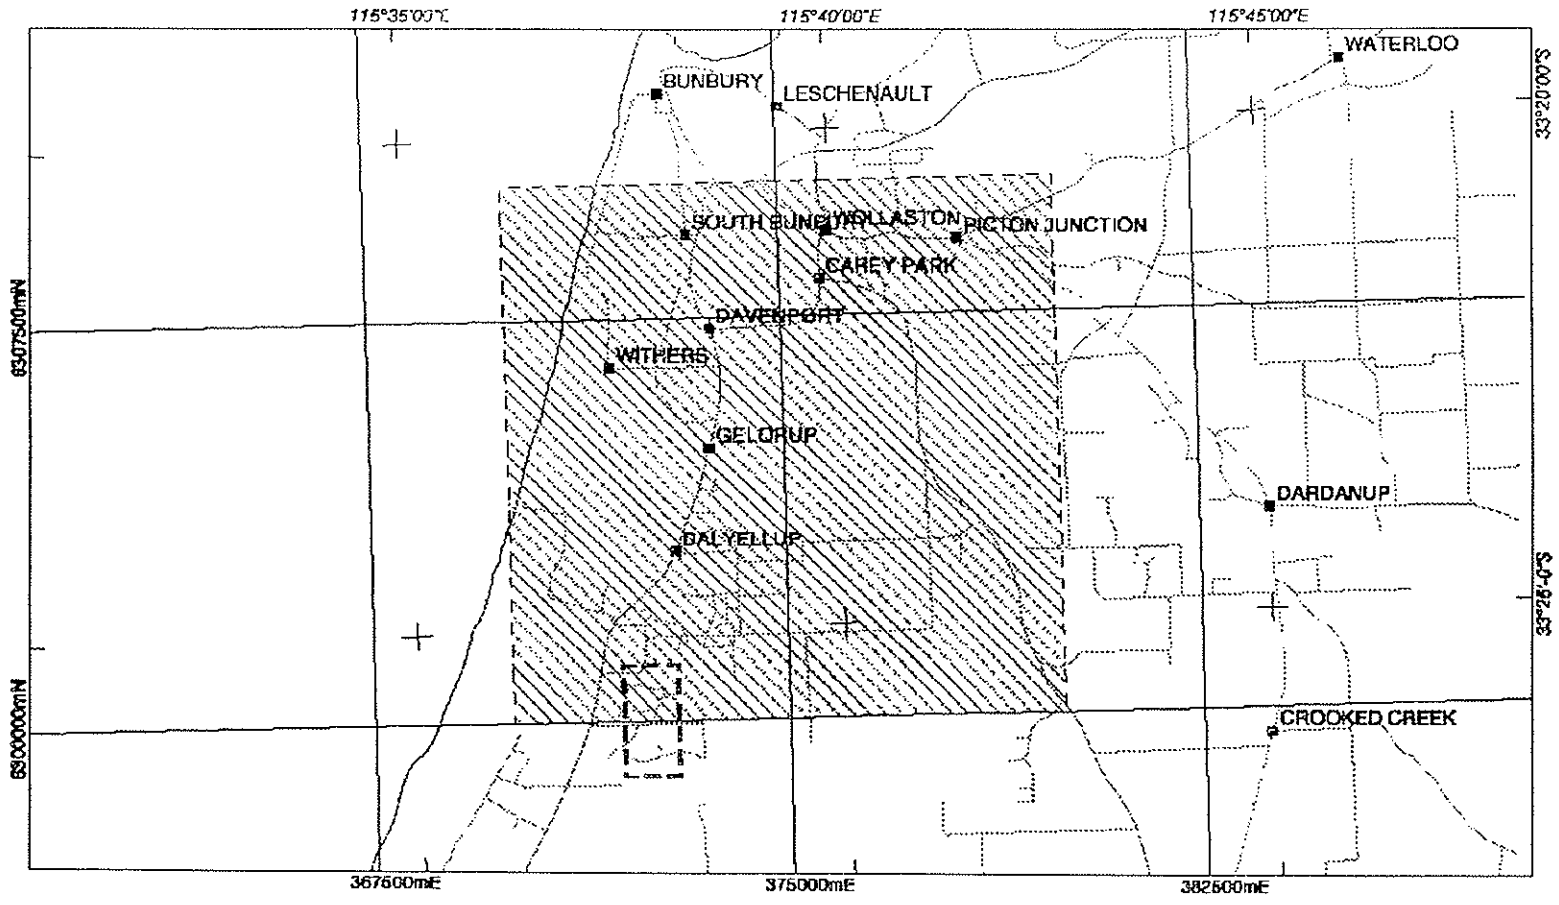 115°35'00"E
115°40'00"E
115°45'00"E
WATERLOO
BUNBURY
LESCHENAULT
33°20'00"S
SOUTH BUNBURY
WOLLASTON
PICTON JUNCTION
CAREY PARK
6307500mN
DAVENPORT
WITHERS
GELORUP
DARDANUP
DALYELLUP
33°25'-0"S
6300000mN
CROOKED CREEK
367500mE
375000mE
382500mE